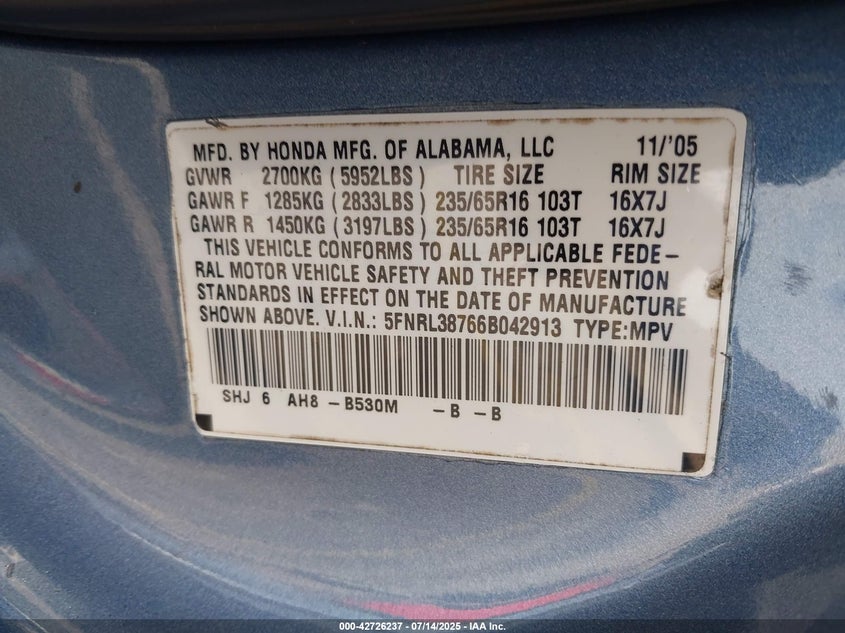 MFD. BY HONDA MFG. OF ALABAMA, LLC 11/'05
GVWR 2700KG (5952LBS) TIRE SIZE RIM SIZE
GAWR F 1285KG (2833LBS) 235/65R16 103T 16X7J
GAWR R 1450KG (3197LBS) 235/65R16 103T 16X7J
THIS VEHICLE CONFORMS TO ALL APPLICABLE FEDE-
RAL MOTOR VEHICLE SAFETY AND THEFT PREVENTION
STANDARDS IN EFFECT ON THE DATE OF MANUFACTURE
SHOWN ABOVE. V.I.N.: 5FNRL38766B042913 TYPE:MPV
SHJ 6 AH8 -B530M -B -B
000-42726237 - 07/14/2025 - IAA Inc.